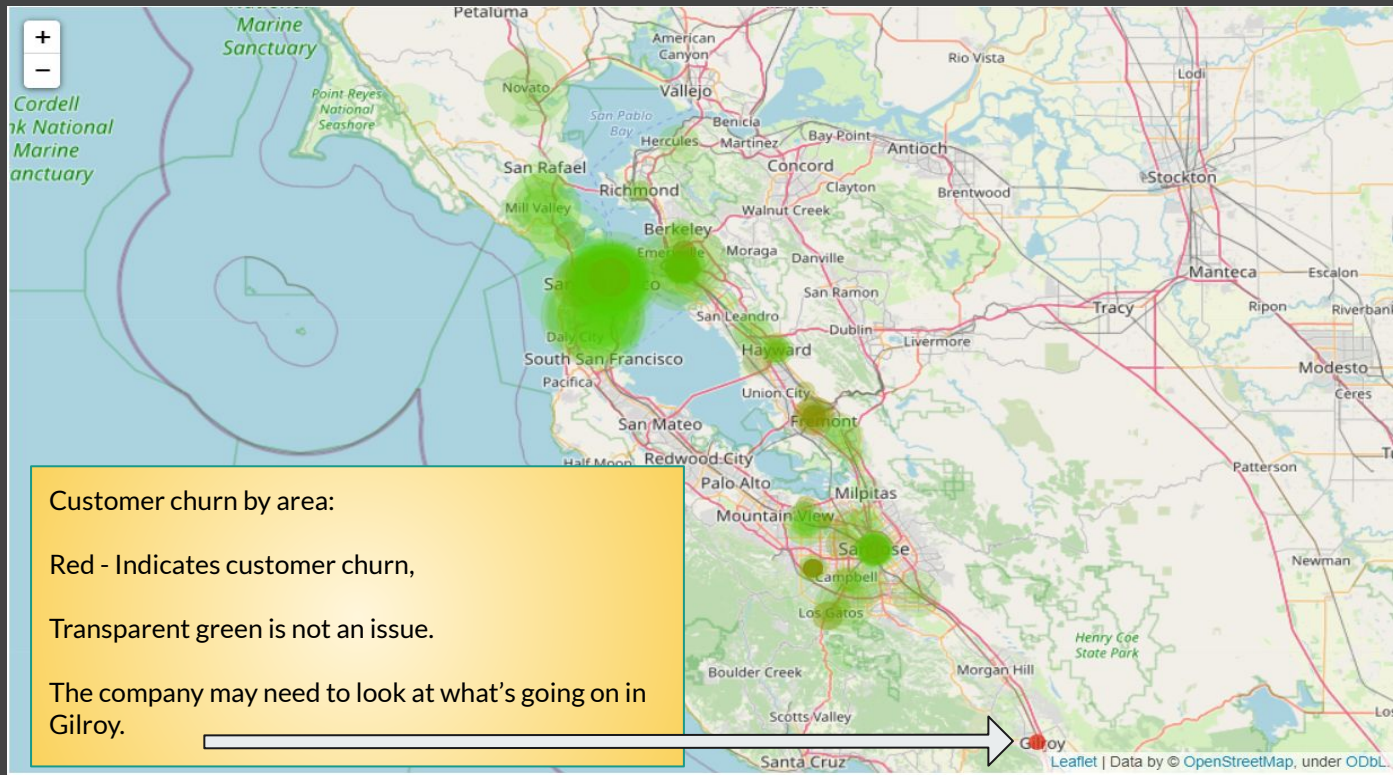 Petaluma
National
Marine
Sanctuary
+
−
American
Canyon
Rio Vista
Lodi
Novato
Vallejo
Point Reyes
National
Seashore
Cordell
nk National
Marine
anctuary
San Pablo
Bay
Benicia
Hercules
Martinez
Bay Point
Antioch
San Rafael
Concord
Stockton
Richmond
Clayton
Brentwood
Mill Valley
Walnut Creek
Berkeley
Moraga
Danville
Manteca
Escalon
San Ramon
Tracy
Ripon
Riverbank
San Leandro
Daly City
Dublin
Livermore
Hayward
South San Francisco
Modesto
Pacifica
Union City
Ceres
Fremont
San Mateo
Half Moon
Redwood City
Patterson
Palo Alto
Milpitas
Mountain View
San Jose
Newman
Campbell
Los Gatos
Henry Coe
State Park
Boulder Creek
Morgan Hill
Scotts Valley
Gilroy
Santa Cruz
Customer churn by area:
Red - Indicates customer churn,
Transparent green is not an issue.
The company may need to look at what's going on in
Gilroy.
Leaflet | Data by © OpenStreetMap, under ODbL.